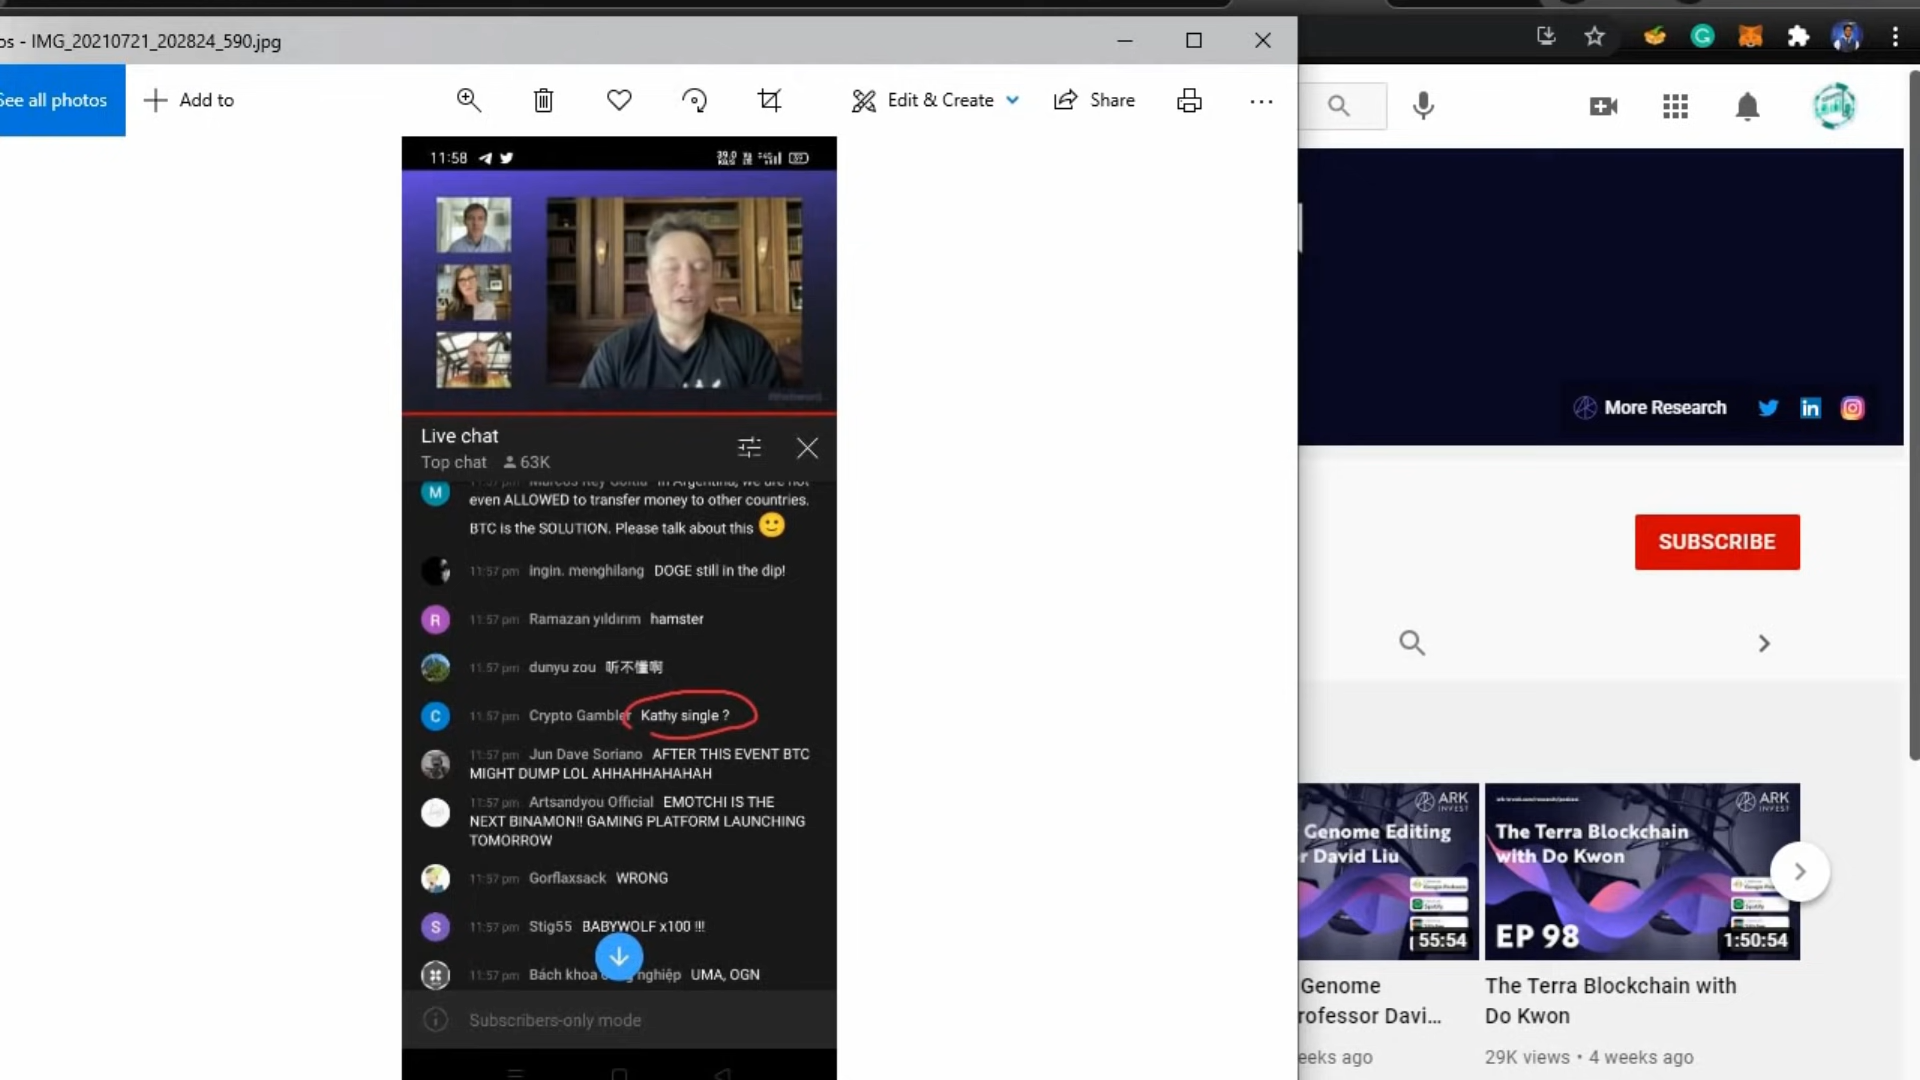 os - IMG_20210721_202824_590.jpg
See all photos
Add to
Edit & Create
Share
11:58
More Research
Live chat
Top chat 63K
even ALLOWED to transfer money to other countries.
BTC is the SOLUTION. Please talk about this
11:57 pm ingin. menghilang DOGE still in the dip!
11:57 pm Ramazan yıldırım hamster
11:57 pm dunyu zou 听不懂啊
11:57 pm Crypto Gambler Kathy single ?
11:57 pm Jun Dave Soriano AFTER THIS EVENT BTC
MIGHT DUMP LOL AHHAHHAHAHAH
11:57 pm Artsandyou Official EMOTCHI IS THE
NEXT BINAMON!! GAMING PLATFORM LAUNCHING
TOMORROW
11:57 pm Gorflaxsack WRONG
11:57 pm Stig55 BABYWOLF x100 !!!
11:57 pm Bách khoa nghiệp UMA, OGN
Subscribers-only mode
SUBSCRIBE
ARK
INVEST
Genome Editing
r David Liu
55:54
ARK
INVEST
The Terra Blockchain
with Do Kwon
EP 98
1:50:54
Genome
rofessor Davi...
eeks ago
The Terra Blockchain with
Do Kwon
29K views • 4 weeks ago